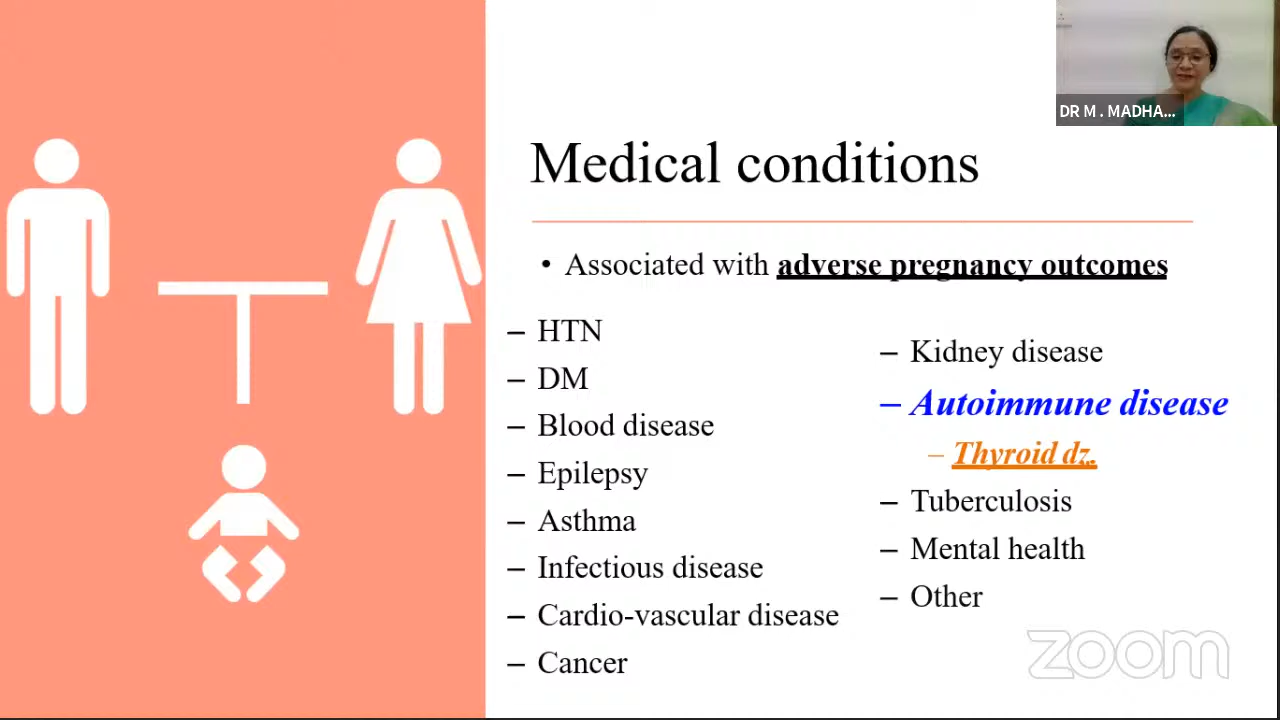 DR M . MADHA...
Medical conditions
• Associated with adverse pregnancy outcomes
– HTN
– DM
– Blood disease
– Epilepsy
– Asthma
– Infectious disease
– Cardio-vascular disease
– Cancer
– Kidney disease
– Autoimmune disease
– Thyroid dz.
– Tuberculosis
– Mental health
– Other
zoom